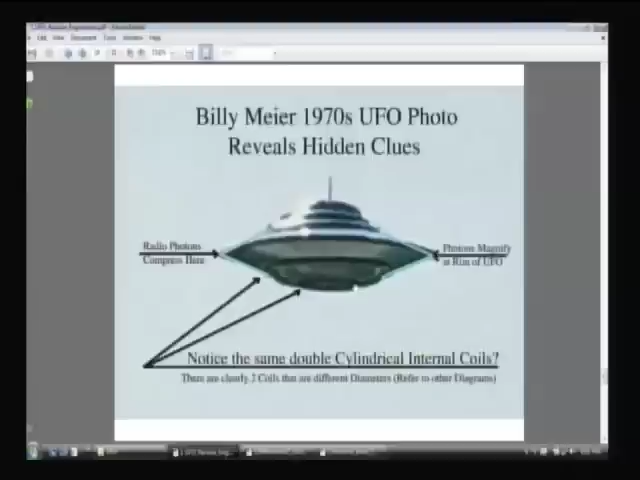 Billy Meier 1970s UFO Photo
Reveals Hidden Clues
Radio Photons
Compress Here
Photons Magnify
at Rim of UFO
Notice the same double Cylindrical Internal Coils?
There are clearly 2 Coils that are different Diameters (Refer to other Diagrams)